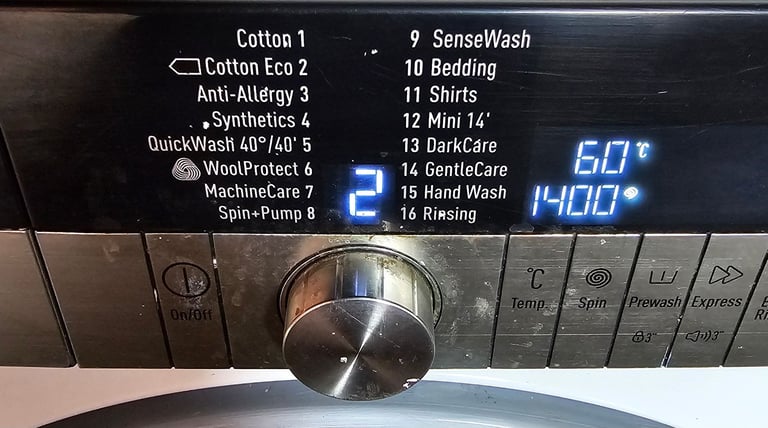 Cotton 1
Cotton Eco 2
Anti-Allergy 3
Synthetics 4
QuickWash 40°/40' 5
WoolProtect 6
MachineCare 7
Spin+Pump 8
2
9 SenseWash
10 Bedding
11 Shirts
12 Mini 14'
13 DarkCare
14 GentleCare
15 Hand Wash
16 Rinsing
60°C
1400
On/Off
°C
Temp.
Spin
Prewash
3"
Express
3"